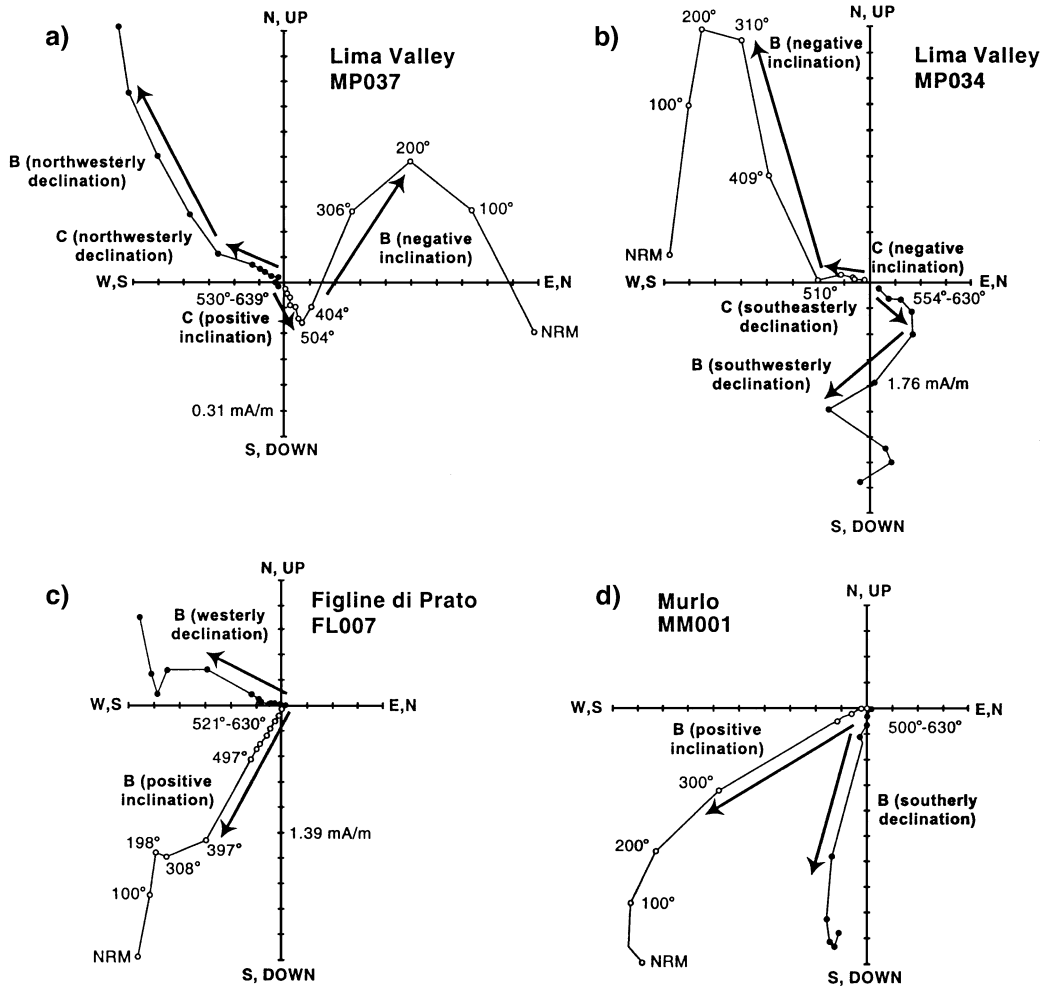 a)
N, UP
Lima Valley
MP037
B (northwesterly
declination)
C (northwesterly
declination)
200°
306°
100°
B (negative
inclination)
W,S
E,N
530°-639°
C (positive
inclination)
404°
504°
NRM
0.31 mA/m
S, DOWN
b)
N, UP
200°
310°
B (negative
inclination)
Lima Valley
MP034
100°
409°
NRM
C (negative
inclination)
W,S
E,N
510°
554°-630°
C (southeasterly
declination)
B (southwesterly
declination)
1.76 mA/m
S, DOWN
c)
N, UP
Figline di Prato
FL007
B (westerly
declination)
W,S
E,N
521°-630°
497°
B (positive
inclination)
1.39 mA/m
198°
397°
308°
100°
NRM
S, DOWN
d)
N, UP
Murlo
MM001
W,S
E,N
B (positive
inclination)
500°-630°
300°
B (southerly
declination)
200°
100°
NRM
S, DOWN